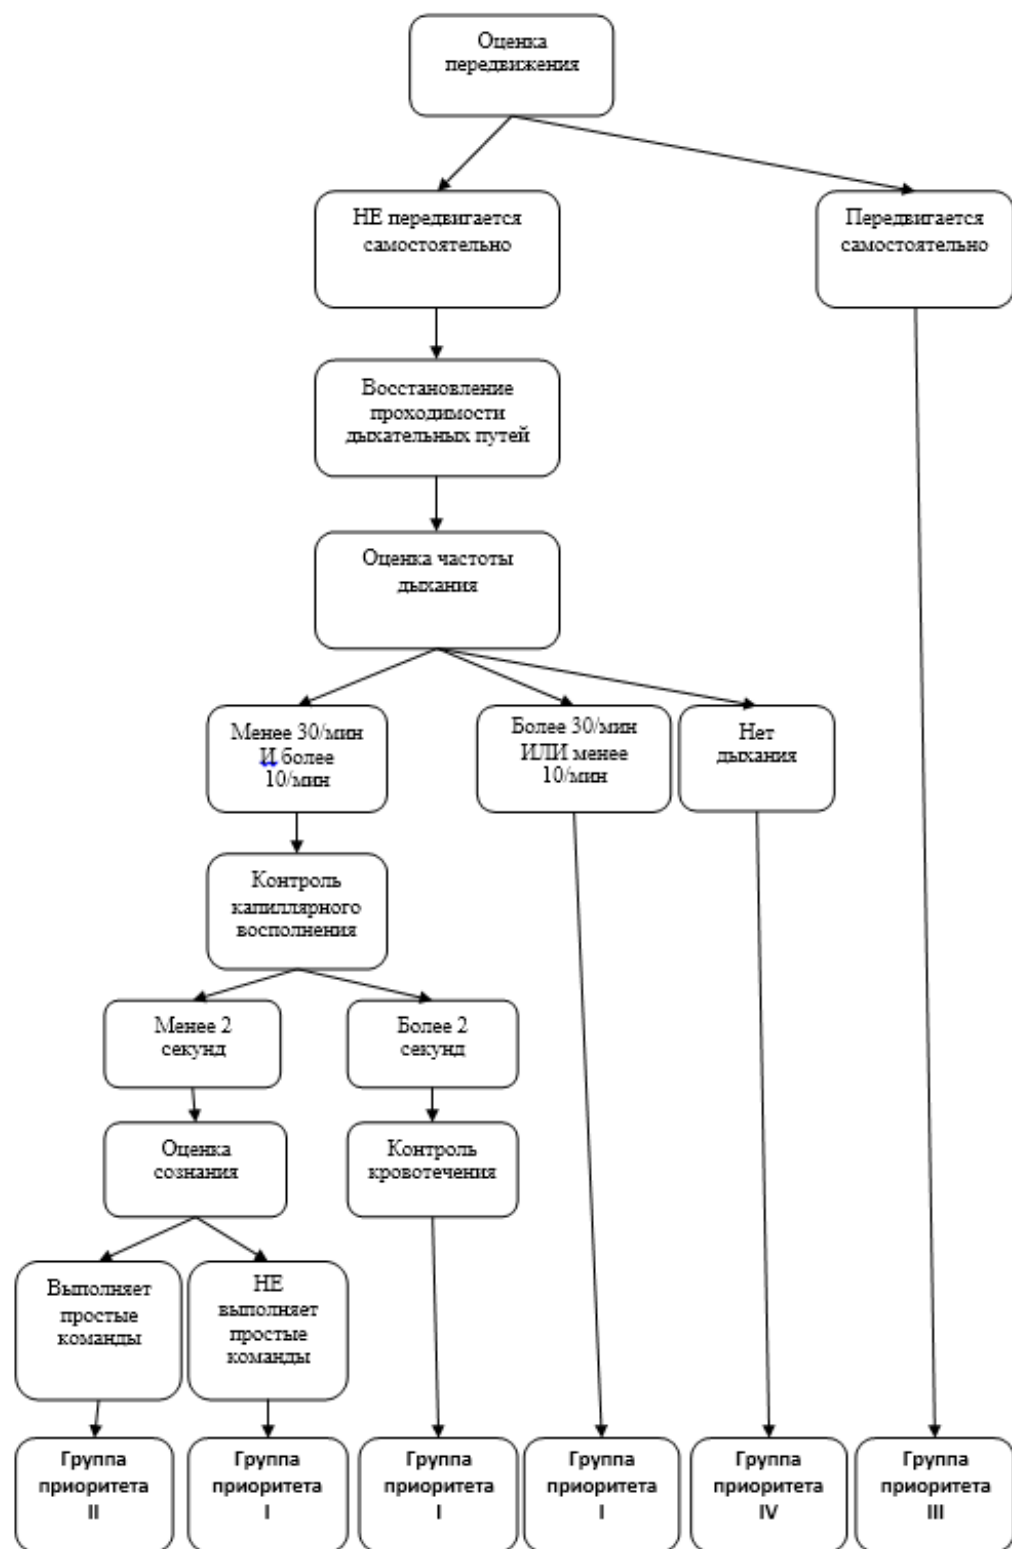 Оценка
передвижения
НЕ передвигается
самостоятельно
Передвигается
самостоятельно
Восстановление
проходимости
дыхательных путей
Оценка частоты
дыхания
Менее 30/мин
И более
10/мин
Более 30/мин
ИЛИ менее
10/мин
Нет
дыхания
Контроль
капиллярного
восполнения
Менее 2
секунд
Более 2
секунд
Оценка
сознания
Контроль
кровотечения
Выполняет
простые
команды
НЕ
выполняет
простые
команды
Группа
приоритета
II
Группа
приоритета
I
Группа
приоритета
I
Группа
приоритета
I
Группа
приоритета
IV
Группа
приоритета
III